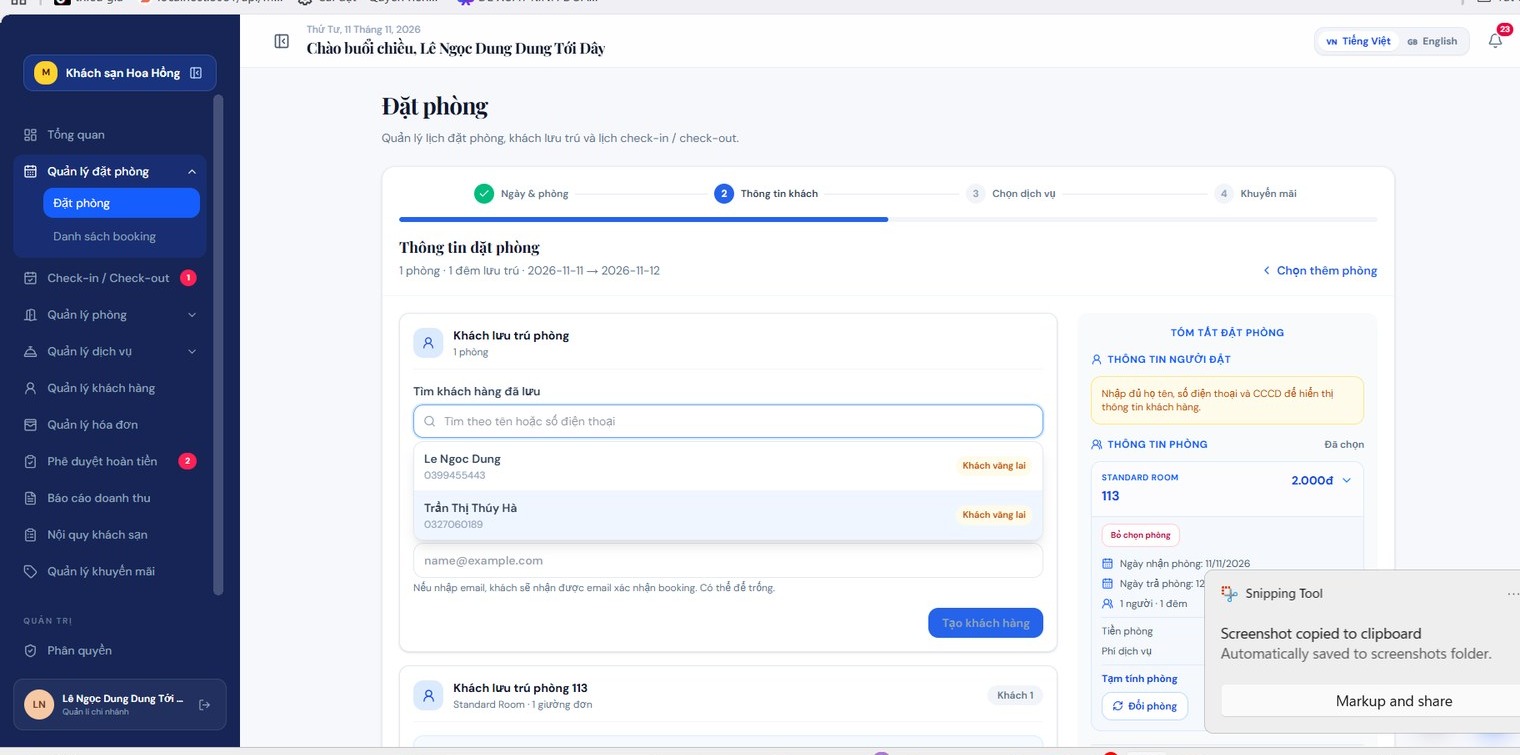 Thứ Tư, 11 Tháng 11, 2026
Chào buổi chiều, Lê Ngọc Dung Dung Tới Đây
VN Tiếng Việt GB English
23
M Khách sạn Hoa Hồng
Tổng quan
Quản lý đặt phòng
Đặt phòng
Danh sách booking
Check-in / Check-out 1
Quản lý phòng
Quản lý dịch vụ
Quản lý khách hàng
Quản lý hóa đơn
Phê duyệt hoàn tiền 2
Báo cáo doanh thu
Nội quy khách sạn
Quản lý khuyến mãi
QUẢN TRỊ
Phân quyền
LN Lê Ngọc Dung Dung Tới ...
Quản lí chi nhánh
Đặt phòng
Quản lý lịch đặt phòng, khách lưu trú và lịch check-in / check-out.
Ngày & phòng
2 Thông tin khách
3 Chọn dịch vụ
4 Khuyến mãi
Thông tin đặt phòng
1 phòng · 1 đêm lưu trú · 2026-11-11 → 2026-11-12
Chọn thêm phòng
Khách lưu trú phòng
1 phòng
Tìm khách hàng đã lưu
Tìm theo tên hoặc số điện thoại
Le Ngoc Dung
0399455443
Khách vãng lai
Trần Thị Thúy Hà
0327060189
Khách vãng lai
name@example.com
Nếu nhập email, khách sẽ nhận được email xác nhận booking. Có thể để trống.
Tạo khách hàng
Khách lưu trú phòng 113
Standard Room · 1 giường đơn
Khách 1
TÓM TẮT ĐẶT PHÒNG
THÔNG TIN NGƯỜI ĐẶT
Nhập đủ họ tên, số điện thoại và CCCD để hiển thị
thông tin khách hàng.
THÔNG TIN PHÒNG
Đã chọn
STANDARD ROOM
113
2.000đ
Bỏ chọn phòng
Ngày nhận phòng: 11/11/2026
Ngày trả phòng: 12
1 người · 1 đêm
Tiền phòng
Phí dịch vụ
Tạm tính phòng
Đổi phòng
Snipping Tool
...
Screenshot copied to clipboard
Automatically saved to screenshots folder.
Markup and share